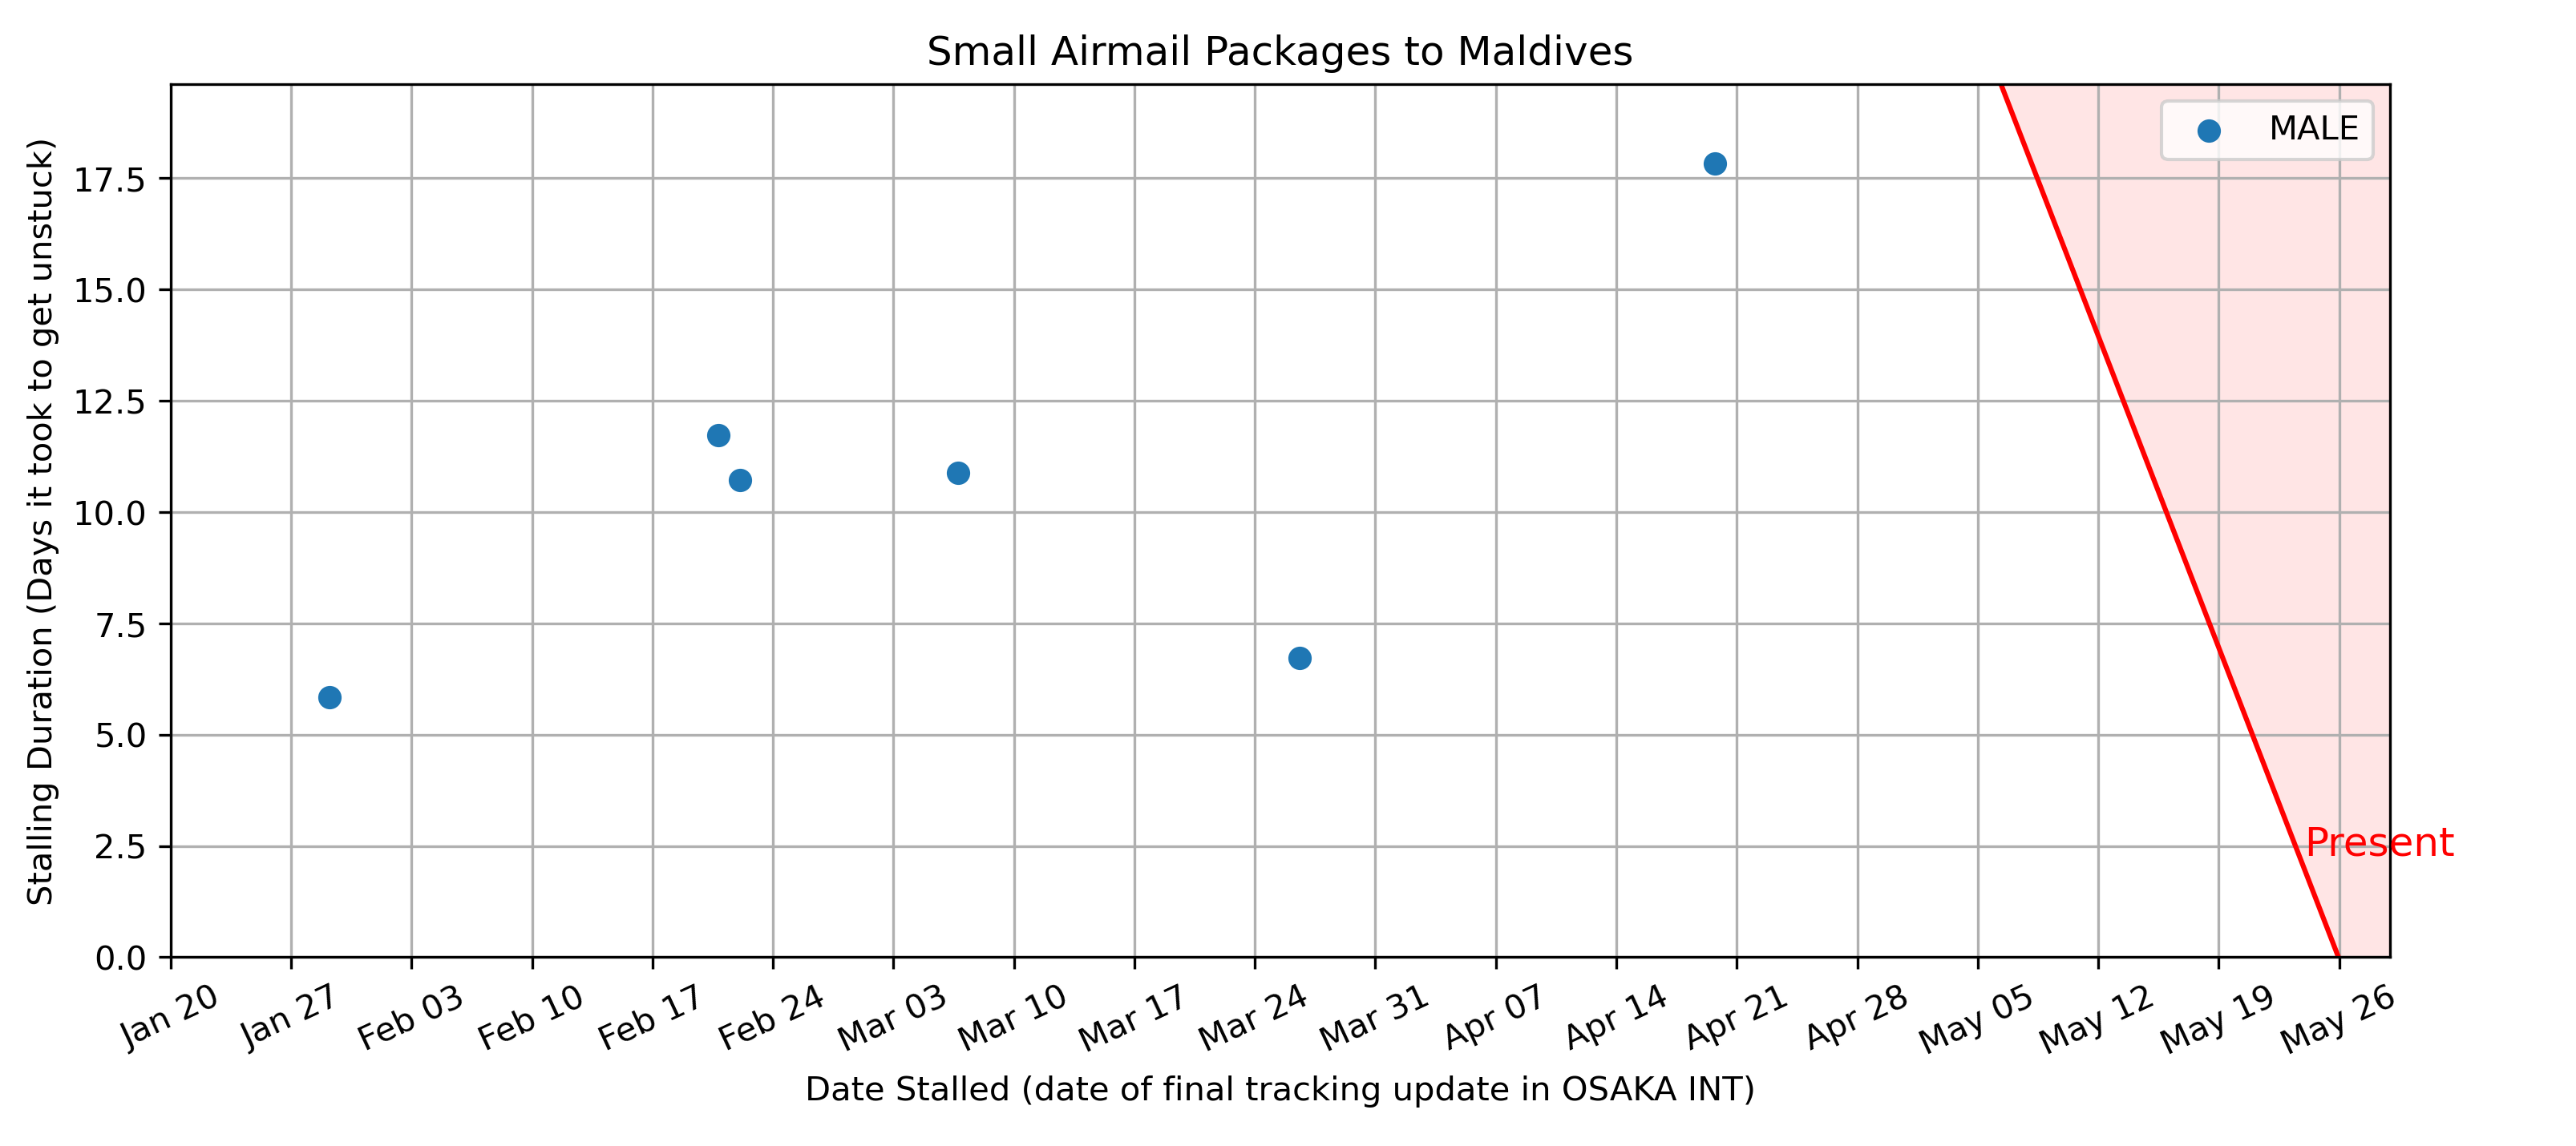 Small Airmail Packages to Maldives
MALE
Stalling Duration (Days it took to get unstuck)
17.5
15.0
12.5
10.0
7.5
5.0
2.5
0.0
Present
Jan 20
Jan 27
Feb 03
Feb 10
Feb 17
Feb 24
Mar 03
Mar 10
Mar 17
Mar 24
Mar 31
Apr 07
Apr 14
Apr 21
Apr 28
May 05
May 12
May 19
May 26
Date Stalled (date of final tracking update in OSAKA INT)